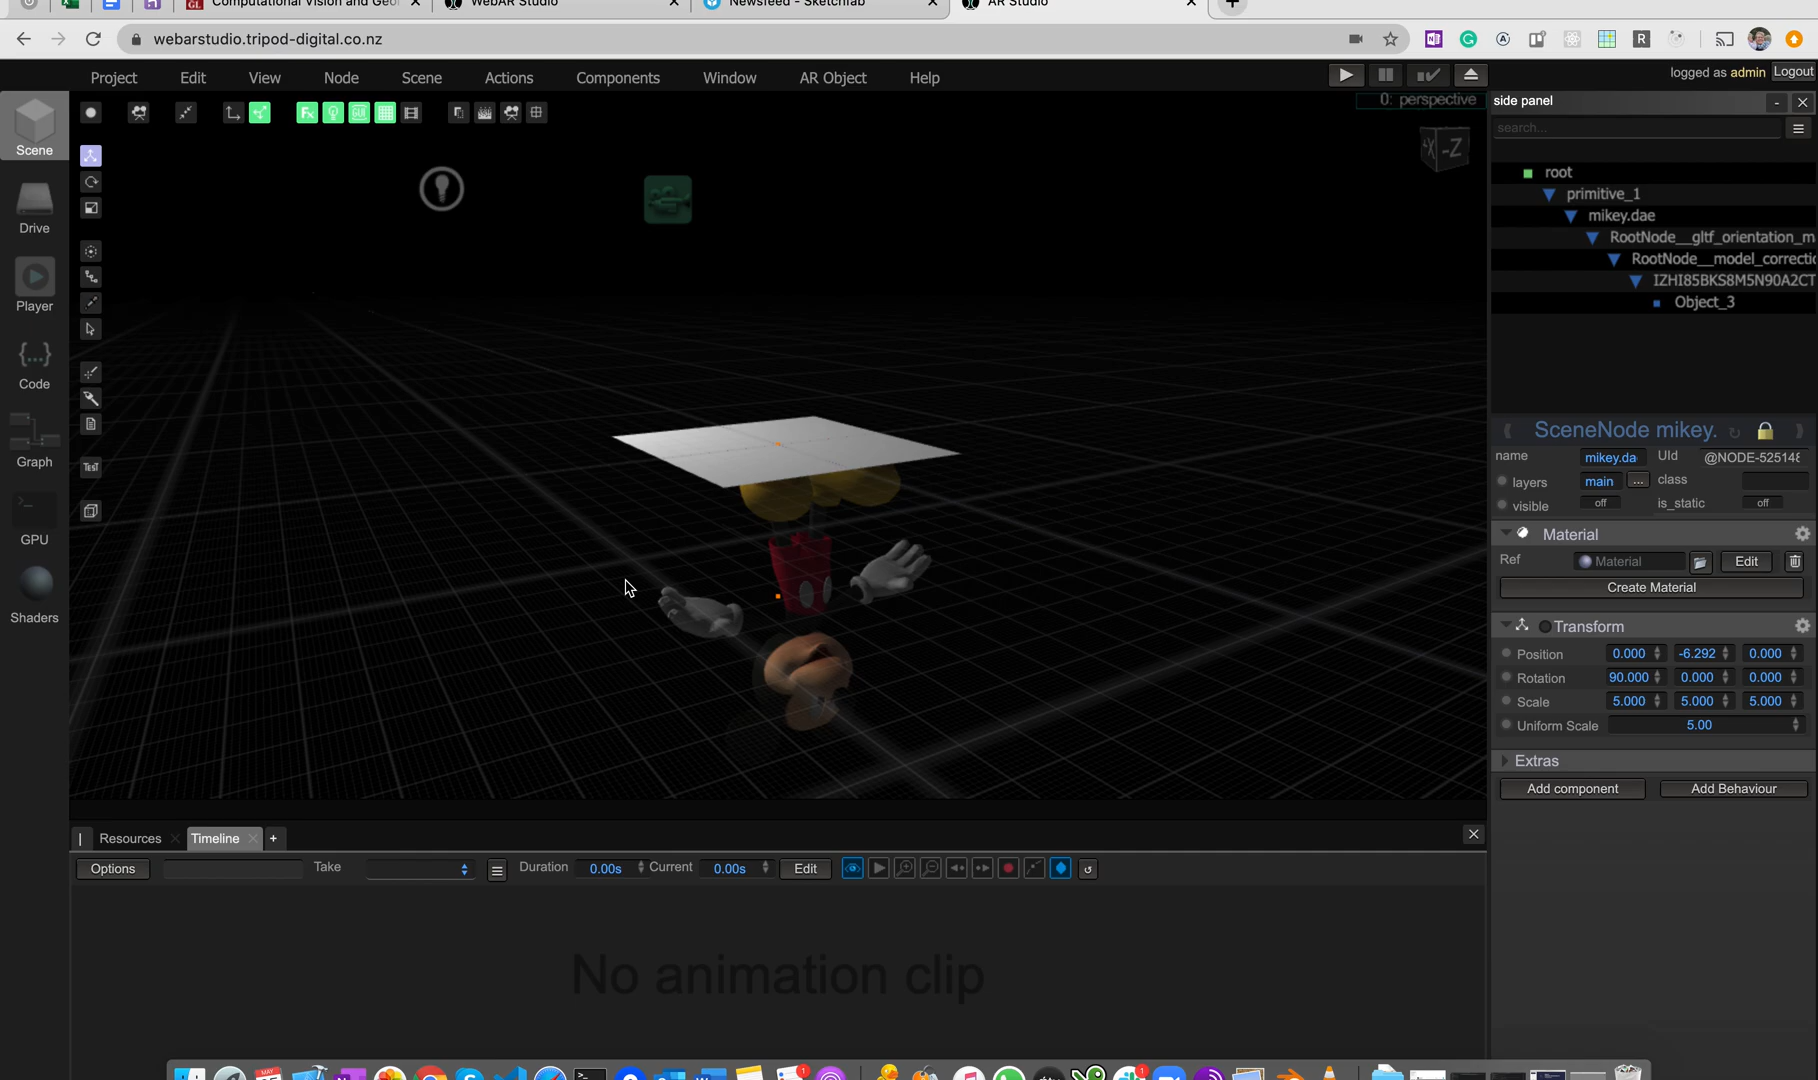 Computational Vision and Geo
WebAR Studio
Newsfeed - Sketchfab
AR Studio
webarstudio.tripod-digital.co.nz
Project Edit View Node Scene Actions Components Window AR Object Help
logged as admin Logout
0: perspective
side panel
search...
-Z
Scene
Drive
Player
Code
Graph
GPU
Shaders
TEST
root
primitive_1
mikey.dae
RootNode__gltf_orientation_m
RootNode__model_correctio
IZHI85BKS8M5N90A2CT
Object_3
SceneNode mikey.
name mikey.da UId @NODE-525148
layers main ... class
visible off is_static off
Material
Ref Material Edit
Create Material
Transform
Position 0.000 -6.292 0.000
Rotation 90.000 0.000 0.000
Scale 5.000 5.000 5.000
Uniform Scale 5.00
Extras
Add component Add Behaviour
Resources Timeline +
Options Take Duration 0.00s Current 0.00s Edit
No animation clip